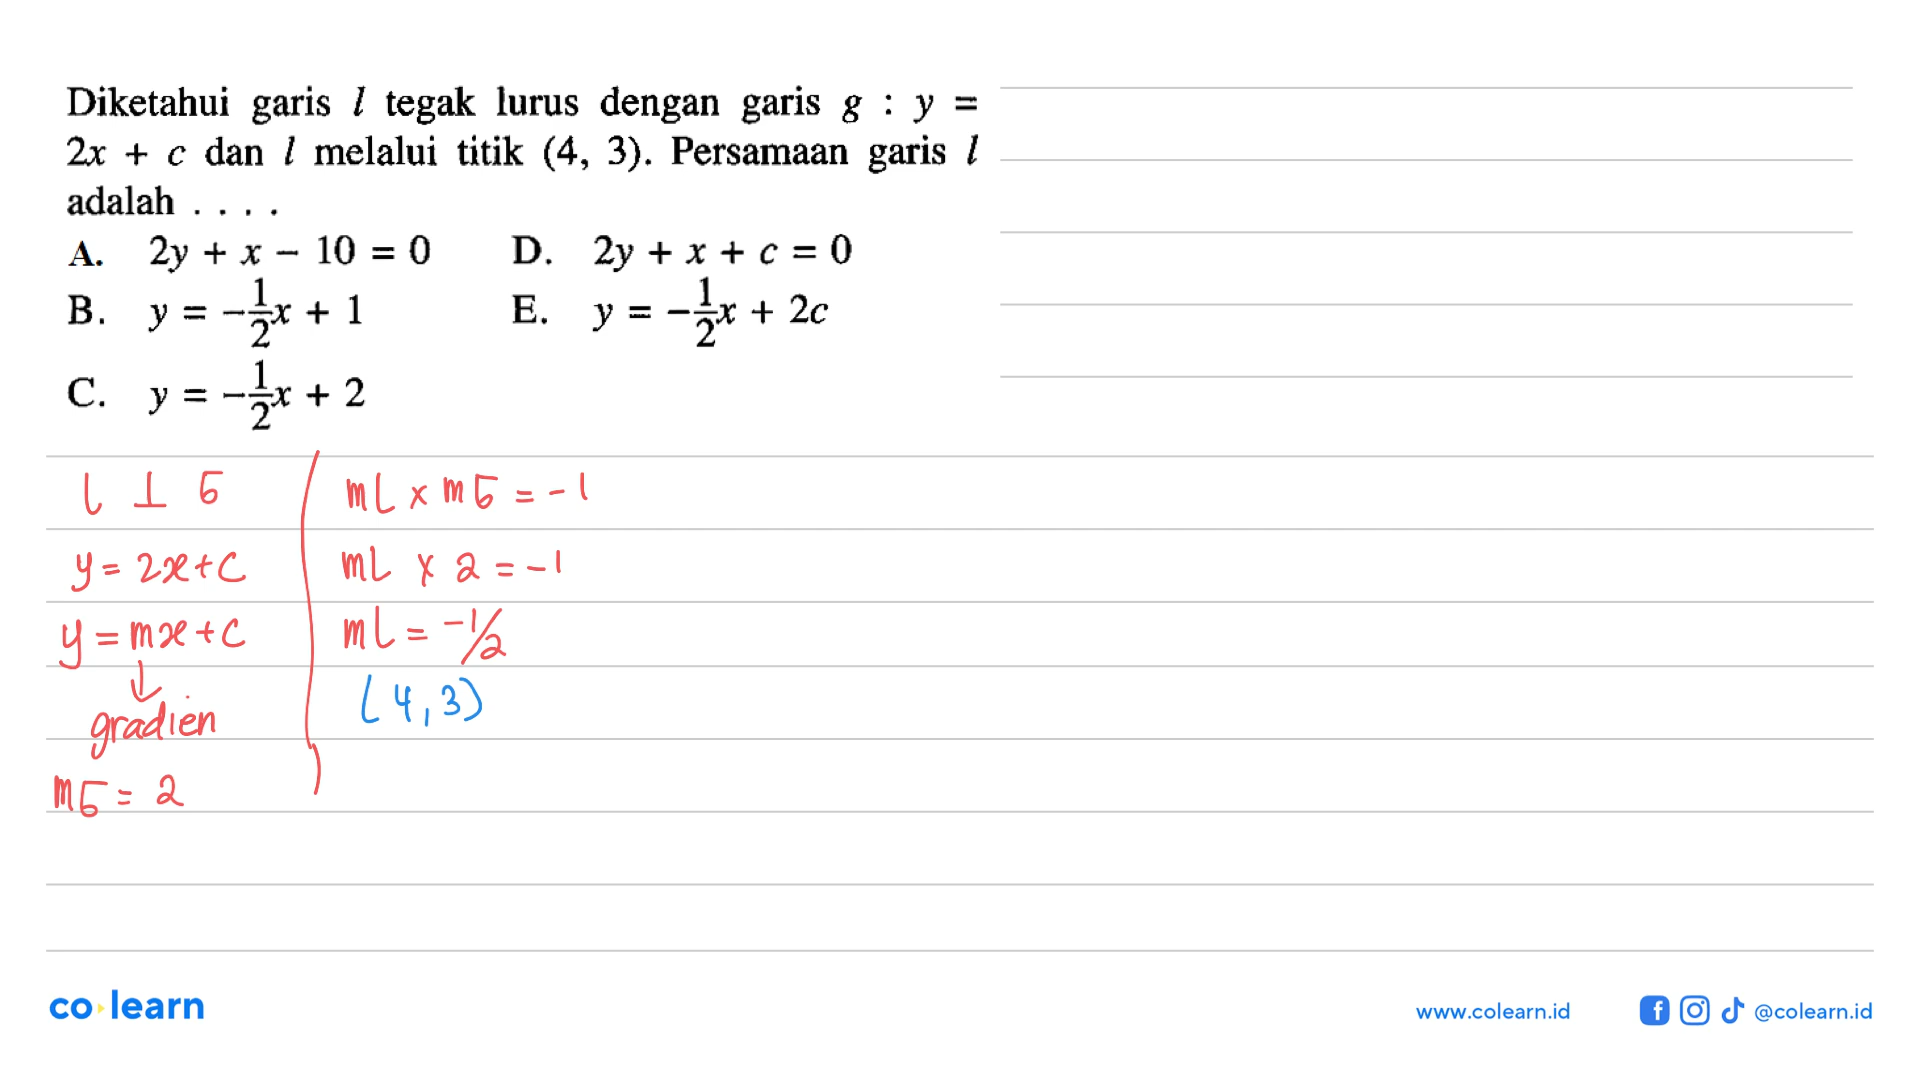 Diketahui garis l tegak lurus dengan garis g : y =
2x + c dan l melalui titik (4, 3). Persamaan garis l
adalah . . . .
A. 2y + x − 10 = 0 D. 2y + x + c = 0
B. y = −1/2x + 1 E. y = −1/2x + 2c
C. y = −1/2x + 2
l ⊥ g
y = 2x + c
y = mx + c
↓
gradien
mg = 2
ml × mg = -1
ml × 2 = -1
ml = -1/2
(4,3)
co learn
www.colearn.id
@colearn.id